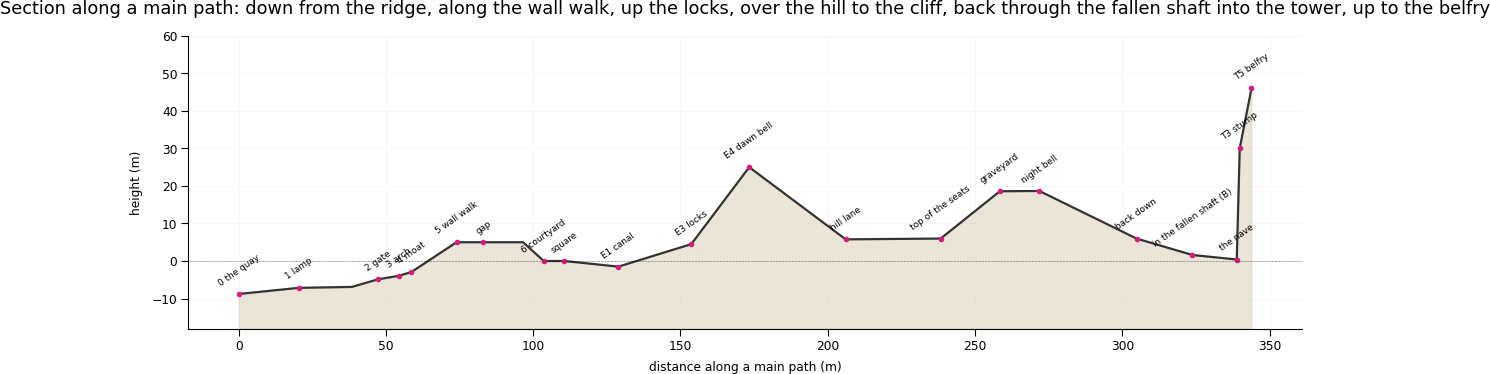 Section along a main path: down from the ridge, along the wall walk, up the locks, over the hill to the cliff, back through the fallen shaft into the tower, up to the belfry
height (m)
60
50
40
30
20
10
0
−10
0 the quay
1 lamp
2 gate
3 arch
4 moat
5 wall walk
gap
6 courtyard
square
E1 canal
E3 locks
E4 dawn bell
hill lane
top of the seats
graveyard
night bell
back down
in the fallen shaft (B)
the nave
T3 stump
T5 belfry
0
50
100
150
200
250
300
350
distance along a main path (m)